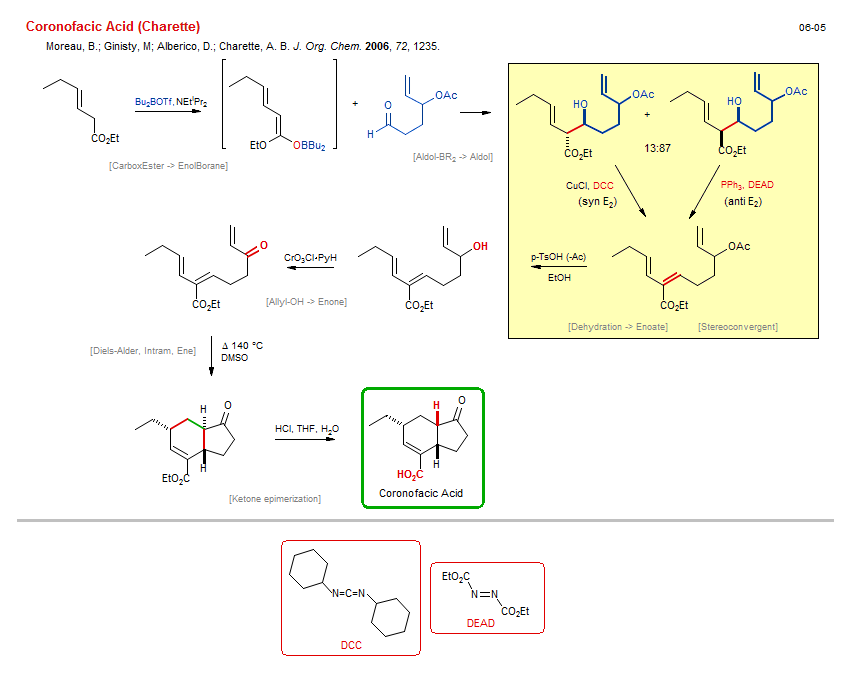 Coronofacic Acid (Charette)
06-05
Moreau, B.; Ginisty, M; Alberico, D.; Charette, A. B. J. Org. Chem. 2006, 72, 1235.
CO₂Et
Bu₂BOTf, NEtⁱPr₂
[CarboxEster -> EnolBorane]
EtO
OBBu₂
+
O
H
OAc
[Aldol-BR₂ -> Aldol]
HO
OAc
CO₂Et
+
13:87
HO
OAc
CO₂Et
CuCl, DCC
(syn E₂)
PPh₃, DEAD
(anti E₂)
OAc
CO₂Et
[Dehydration -> Enoate]
[Stereoconvergent]
p-TsOH (-Ac)
EtOH
OH
CO₂Et
CrO₃Cl•PyH
[Allyl-OH -> Enone]
O
CO₂Et
[Diels-Alder, Intram, Ene]
Δ 140 °C
DMSO
H
O
H
EtO₂C
HCl, THF, H₂O
[Ketone epimerization]
H
O
H
HO₂C
Coronofacic Acid
N=C=N
DCC
EtO₂C
N=N
CO₂Et
DEAD